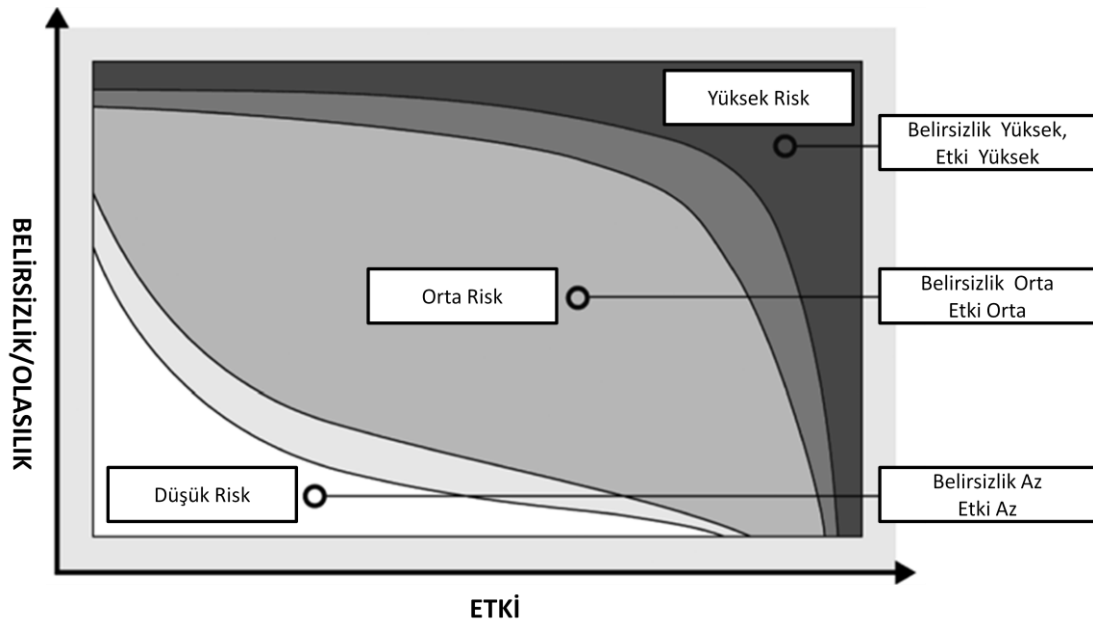 Yüksek Risk
Belirsizlik Yüksek,
Etki Yüksek
BELİRSİZLİK/OLASILIK
Orta Risk
Belirsizlik Orta
Etki Orta
Düşük Risk
Belirsizlik Az
Etki Az
ETKİ